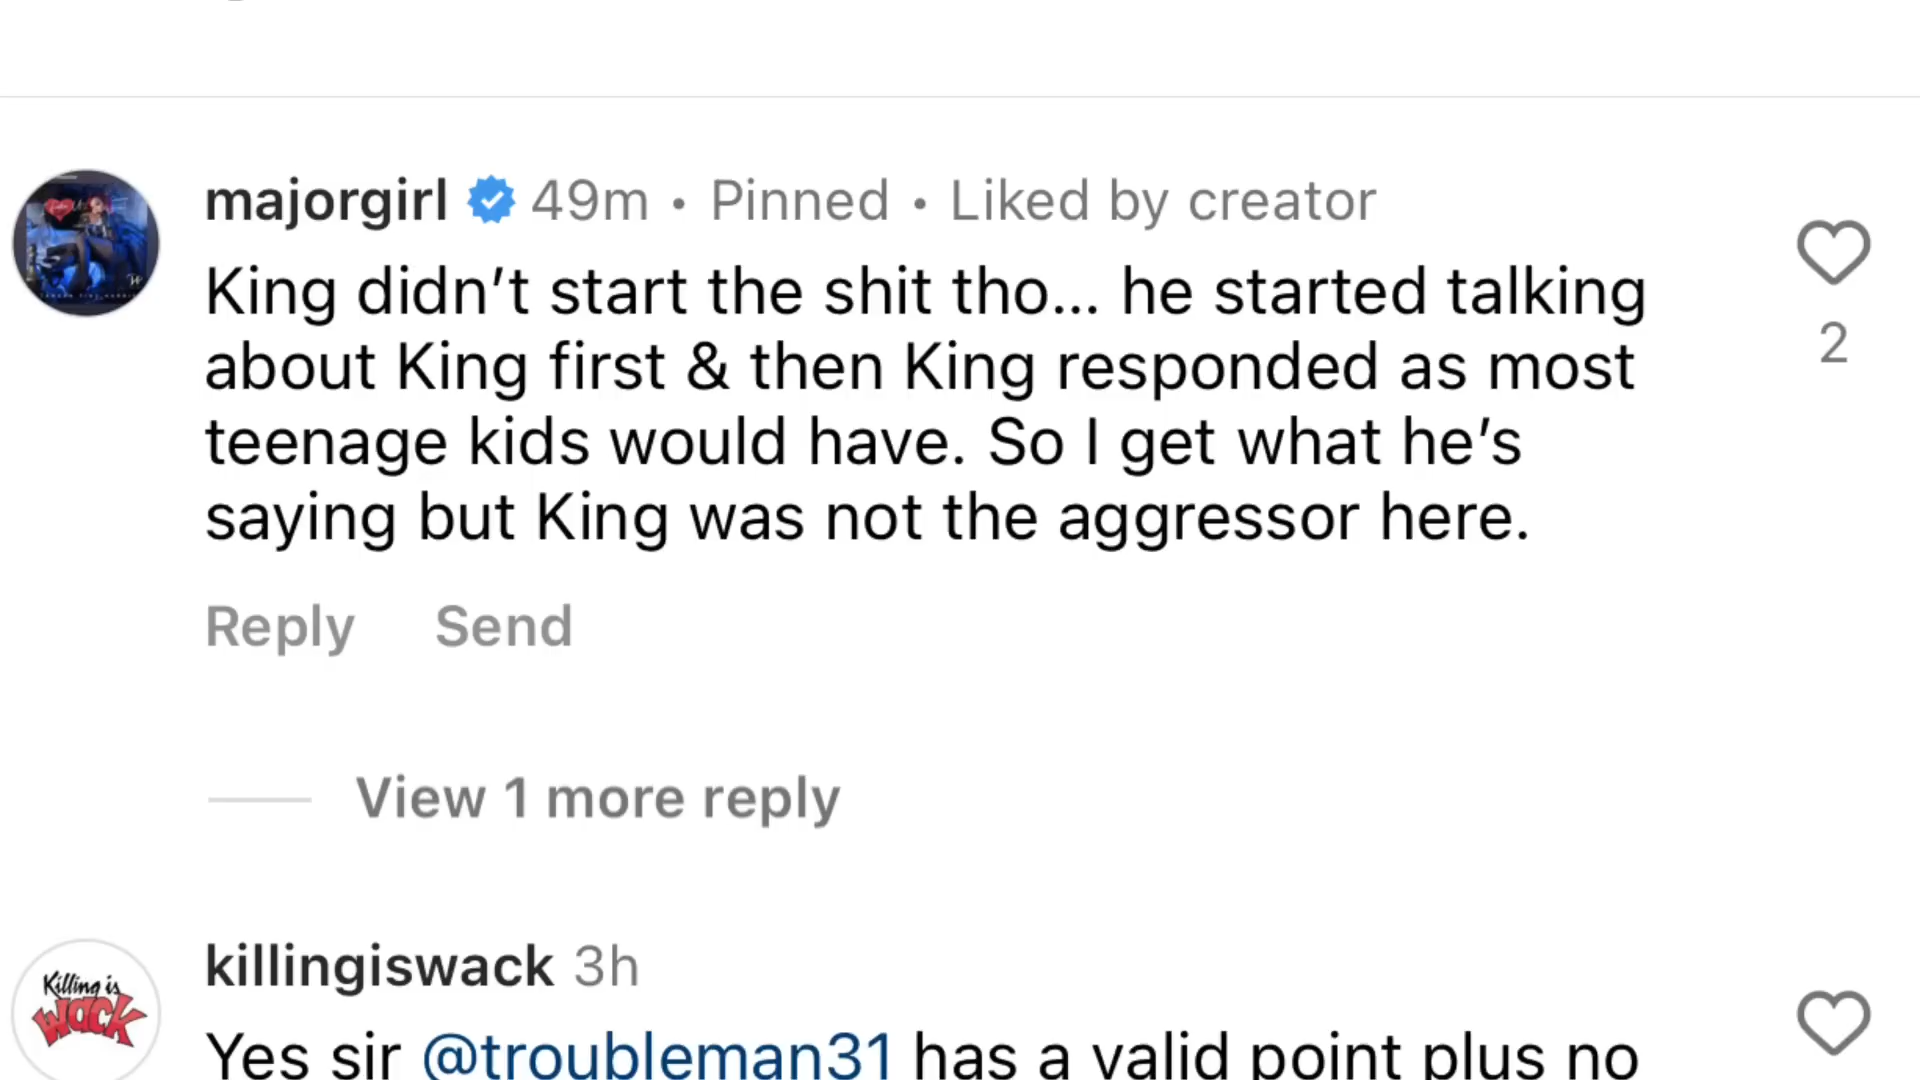 majorgirl 49m • Pinned • Liked by creator
King didn’t start the shit tho... he started talking
about King first & then King responded as most
teenage kids would have. So I get what he’s
saying but King was not the aggressor here.
2
Reply Send
View 1 more reply
killingiswack 3h
Killing is
WACK
Yes sir @troubleman31 has a valid point plus no